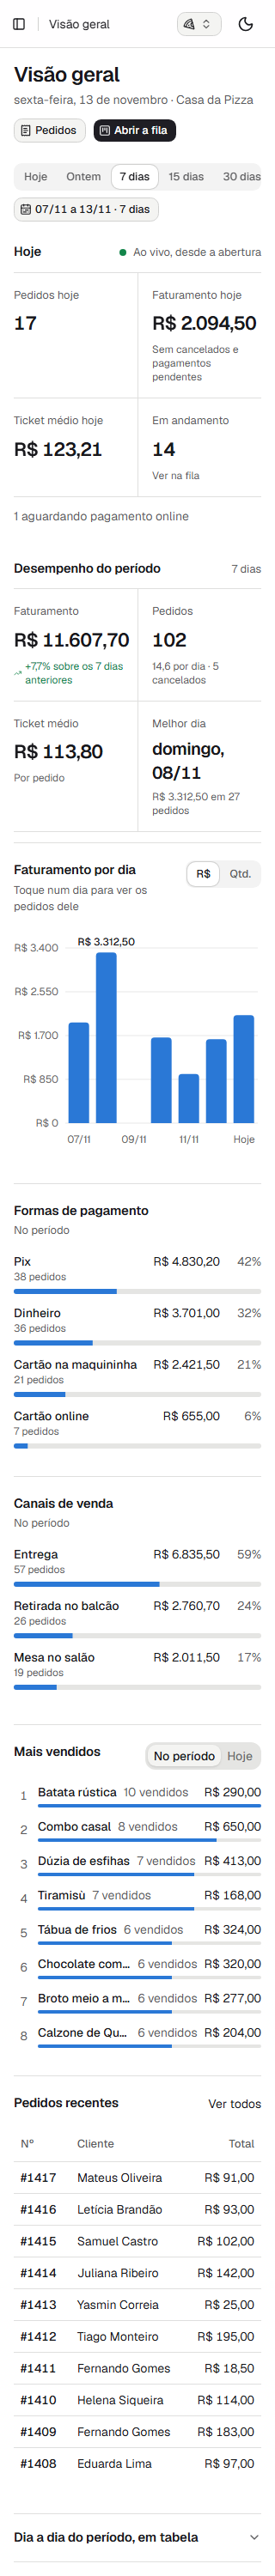 Visão geral
Visão geral
sexta-feira, 13 de novembro · Casa da Pizza
Pedidos
Abrir a fila
Hoje Ontem 7 dias 15 dias 30 dias
07/11 a 13/11 · 7 dias
Hoje
Ao vivo, desde a abertura
Pedidos hoje
17
Faturamento hoje
R$ 2.094,50
Sem cancelados e
pagamentos
pendentes
Ticket médio hoje
R$ 123,21
Em andamento
14
Ver na fila
1 aguardando pagamento online
Desempenho do período
7 dias
Faturamento
R$ 11.607,70
+7,7% sobre os 7 dias
anteriores
Pedidos
102
14,6 por dia · 5
cancelados
Ticket médio
R$ 113,80
Por pedido
Melhor dia
domingo,
08/11
R$ 3.312,50 em 27
pedidos
Faturamento por dia
Toque num dia para ver os
pedidos dele
R$ Qtd.
R$ 3.312,50
R$ 3.400
R$ 2.550
R$ 1.700
R$ 850
R$ 0
07/11 09/11 11/11 Hoje
Formas de pagamento
No período
Pix R$ 4.830,20 42%
38 pedidos
Dinheiro R$ 3.701,00 32%
36 pedidos
Cartão na maquininha R$ 2.421,50 21%
21 pedidos
Cartão online R$ 655,00 6%
7 pedidos
Canais de venda
No período
Entrega R$ 6.835,50 59%
57 pedidos
Retirada no balcão R$ 2.760,70 24%
26 pedidos
Mesa no salão R$ 2.011,50 17%
19 pedidos
Mais vendidos
No período Hoje
1 Batata rústica 10 vendidos R$ 290,00
2 Combo casal 8 vendidos R$ 650,00
3 Dúzia de esfihas 7 vendidos R$ 413,00
4 Tiramisù 7 vendidos R$ 168,00
5 Tábua de frios 6 vendidos R$ 324,00
6 Chocolate com... 6 vendidos R$ 320,00
7 Broto meio a m... 6 vendidos R$ 277,00
8 Calzone de Qu... 6 vendidos R$ 204,00
Pedidos recentes
Ver todos
Nº Cliente Total
#1417 Mateus Oliveira R$ 91,00
#1416 Letícia Brandão R$ 93,00
#1415 Samuel Castro R$ 102,00
#1414 Juliana Ribeiro R$ 142,00
#1413 Yasmin Correia R$ 25,00
#1412 Tiago Monteiro R$ 195,00
#1411 Fernando Gomes R$ 18,50
#1410 Helena Siqueira R$ 114,00
#1409 Fernando Gomes R$ 183,00
#1408 Eduarda Lima R$ 97,00
Dia a dia do período, em tabela